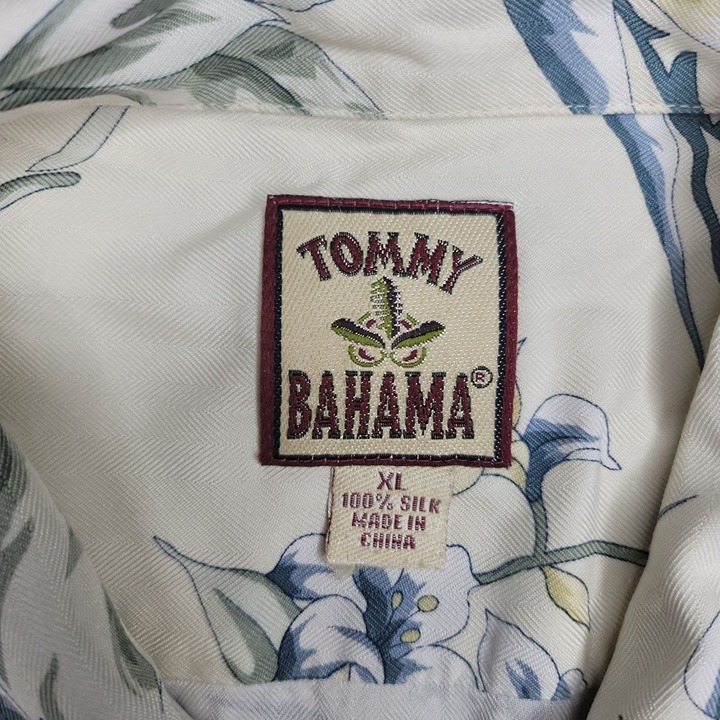 TOMMY
BAHAMA®
XL
100% SILK
MADE IN
CHINA